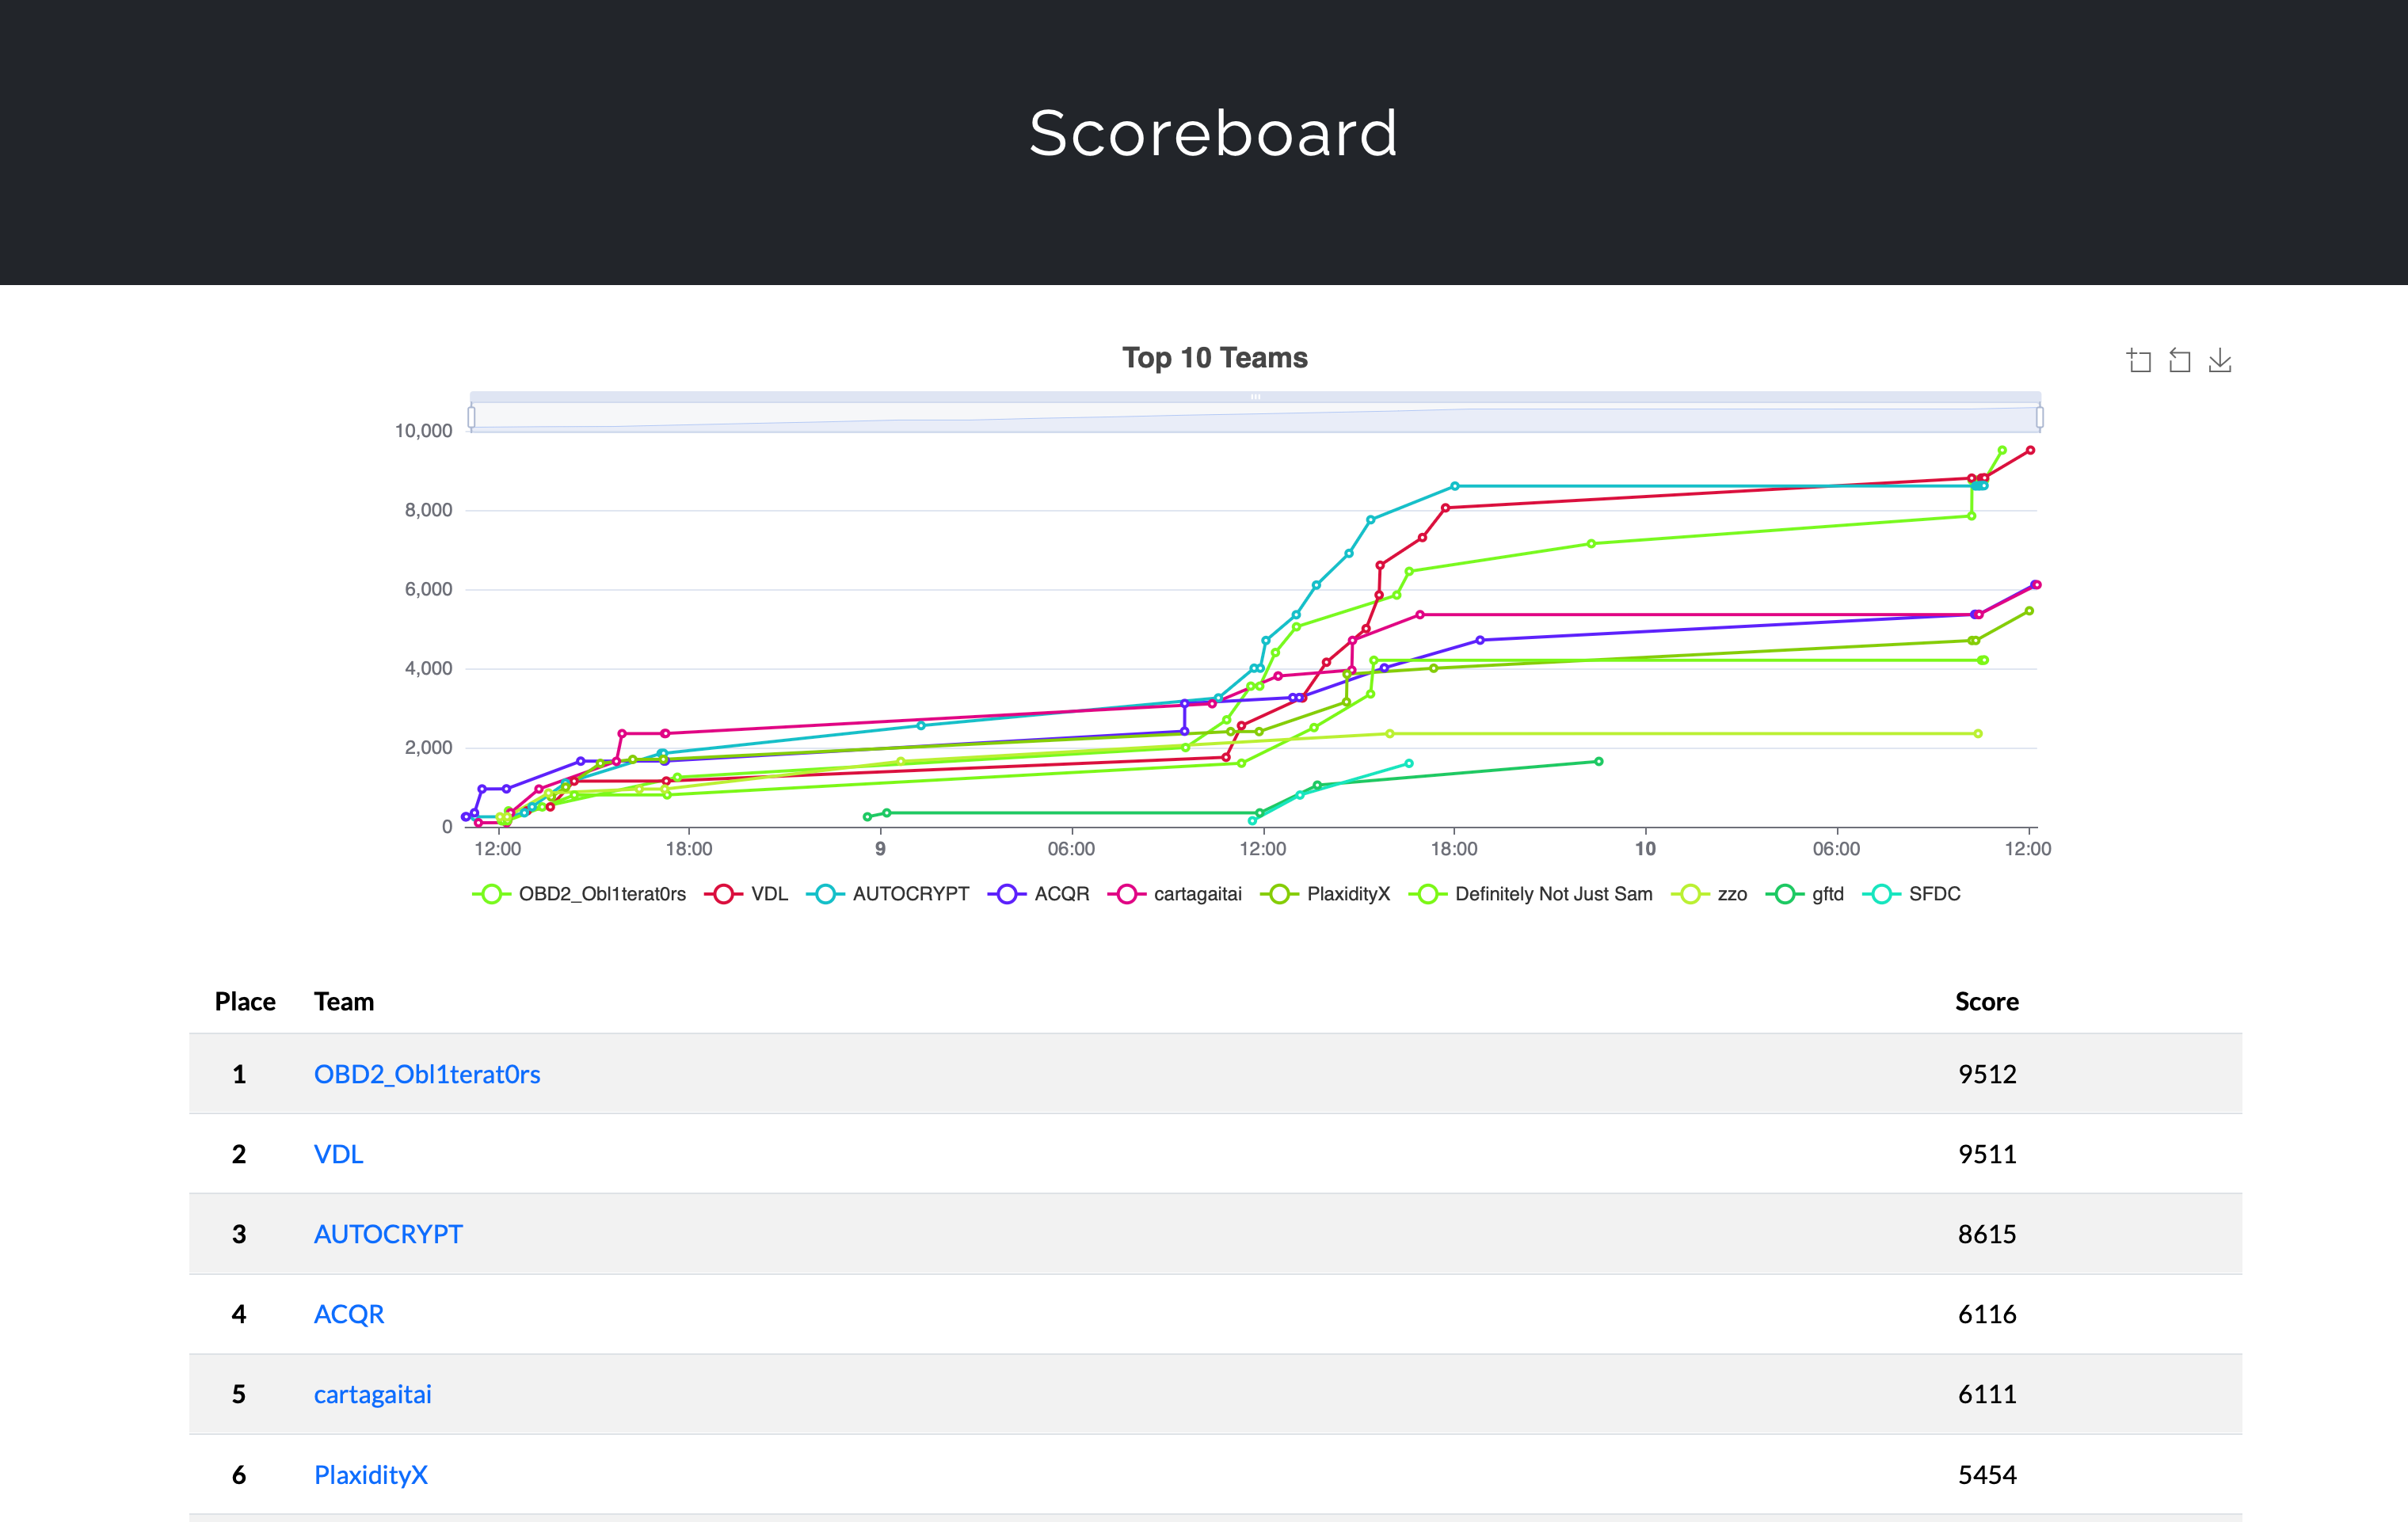 Scoreboard
Top 10 Teams
10,000
8,000
6,000
4,000
2,000
0
12:00 18:00 9 06:00 12:00 18:00 10 06:00 12:00
OBD2_Obl1terat0rs VDL AUTOCRYPT ACQR cartagaitai PlaxidityX Definitely Not Just Sam zzo gftd SFDC
Place Team Score
1 OBD2_Obl1terat0rs 9512
2 VDL 9511
3 AUTOCRYPT 8615
4 ACQR 6116
5 cartagaitai 6111
6 PlaxidityX 5454